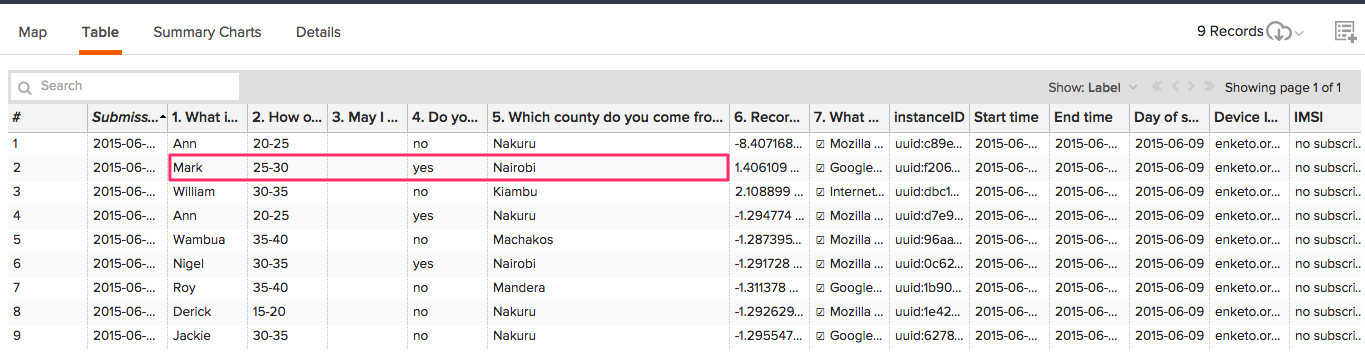 Map Table Summary Charts Details 9 Records
Search Show: Label Showing page 1 of 1
# Submiss... 1. What i... 2. How o... 3. May I ... 4. Do yo... 5. Which county do you come fro... 6. Recor... 7. What ... instanceID Start time End time Day of s... Device I... IMSI
1 2015-06-... Ann 20-25 no Nakuru -8.407168... Mozilla ... uuid:c89e... 2015-06-... 2015-06-... 2015-06-09 enketo.or... no subscri...
2 2015-06-... Mark 25-30 yes Nairobi 1.406109 ... Google... uuid:f206... 2015-06-... 2015-06-... 2015-06-09 enketo.or... no subscri...
3 2015-06-... William 30-35 no Kiambu 2.108899 ... Internet... uuid:dbc1... 2015-06-... 2015-06-... 2015-06-09 enketo.or... no subscri...
4 2015-06-... Ann 20-25 yes Nakuru -1.294774 ... Mozilla ... uuid:d7e9... 2015-06-... 2015-06-... 2015-06-09 enketo.or... no subscri...
5 2015-06-... Wambua 35-40 no Machakos -1.287395... Mozilla ... uuid:96aa... 2015-06-... 2015-06-... 2015-06-09 enketo.or... no subscri...
6 2015-06-... Nigel 30-35 yes Nairobi -1.291728 ... Mozilla ... uuid:0c62... 2015-06-... 2015-06-... 2015-06-09 enketo.or... no subscri...
7 2015-06-... Roy 35-40 no Mandera -1.311378 ... Google... uuid:1b90... 2015-06-... 2015-06-... 2015-06-09 enketo.or... no subscri...
8 2015-06-... Derick 15-20 no Nakuru -1.292629... Mozilla ... uuid:1e42... 2015-06-... 2015-06-... 2015-06-09 enketo.or... no subscri...
9 2015-06-... Jackie 30-35 no Nakuru -1.295547... Google... uuid:6278... 2015-06-... 2015-06-... 2015-06-09 enketo.or... no subscri...